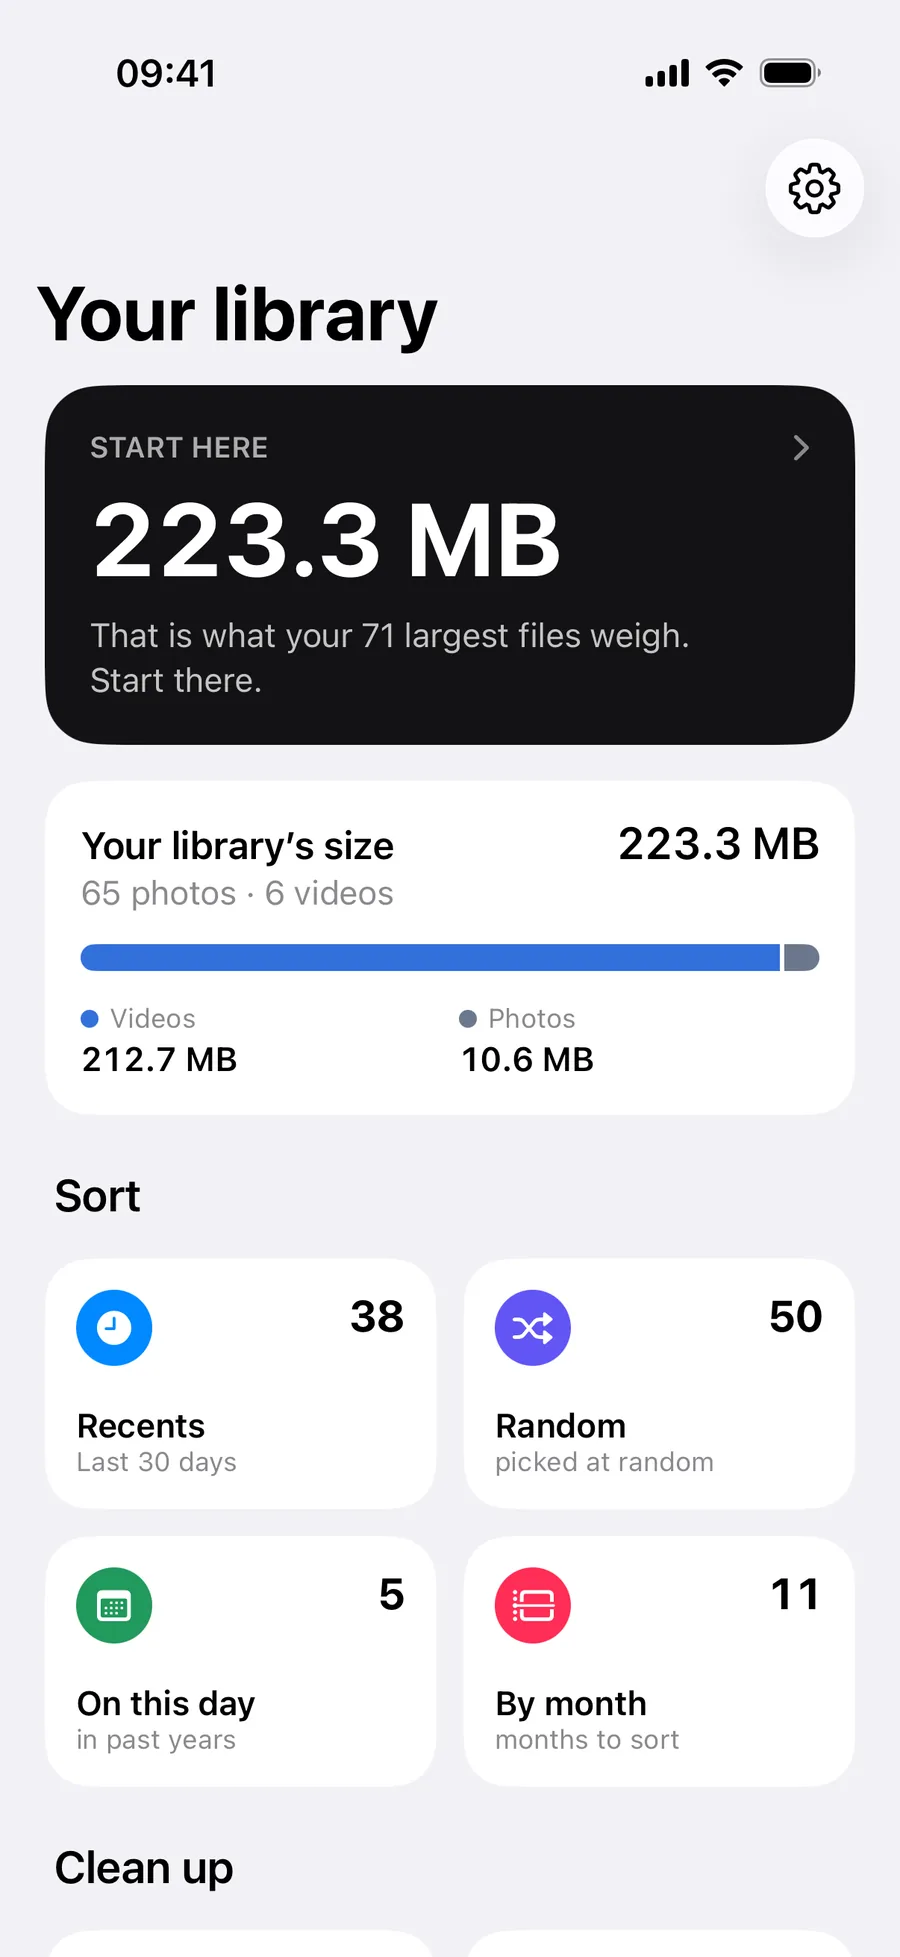 09:41
Your library
START HERE
223.3 MB
That is what your 71 largest files weigh.
Start there.
Your library’s size
223.3 MB
65 photos · 6 videos
Videos
212.7 MB
Photos
10.6 MB
Sort
38
Recents
Last 30 days
50
Random
picked at random
5
On this day
in past years
11
By month
months to sort
Clean up